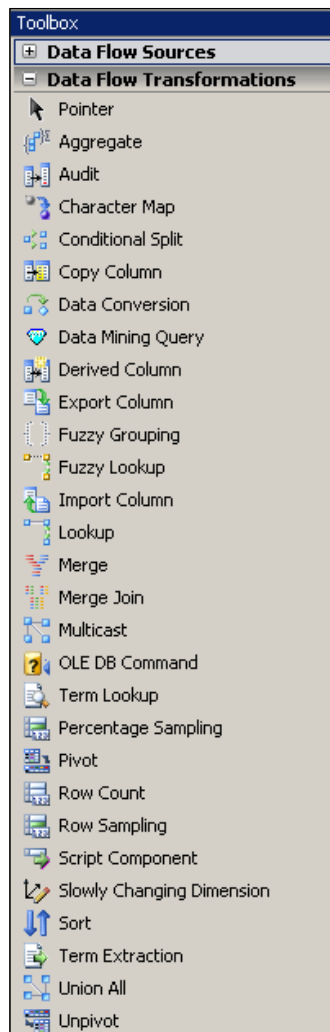 Toolbox
Data Flow Sources
Data Flow Transformations
Pointer
Aggregate
Audit
Character Map
Conditional Split
Copy Column
Data Conversion
Data Mining Query
Derived Column
Export Column
Fuzzy Grouping
Fuzzy Lookup
Import Column
Lookup
Merge
Merge Join
Multicast
OLE DB Command
Term Lookup
Percentage Sampling
Pivot
Row Count
Row Sampling
Script Component
Slowly Changing Dimension
Sort
Term Extraction
Union All
Unpivot